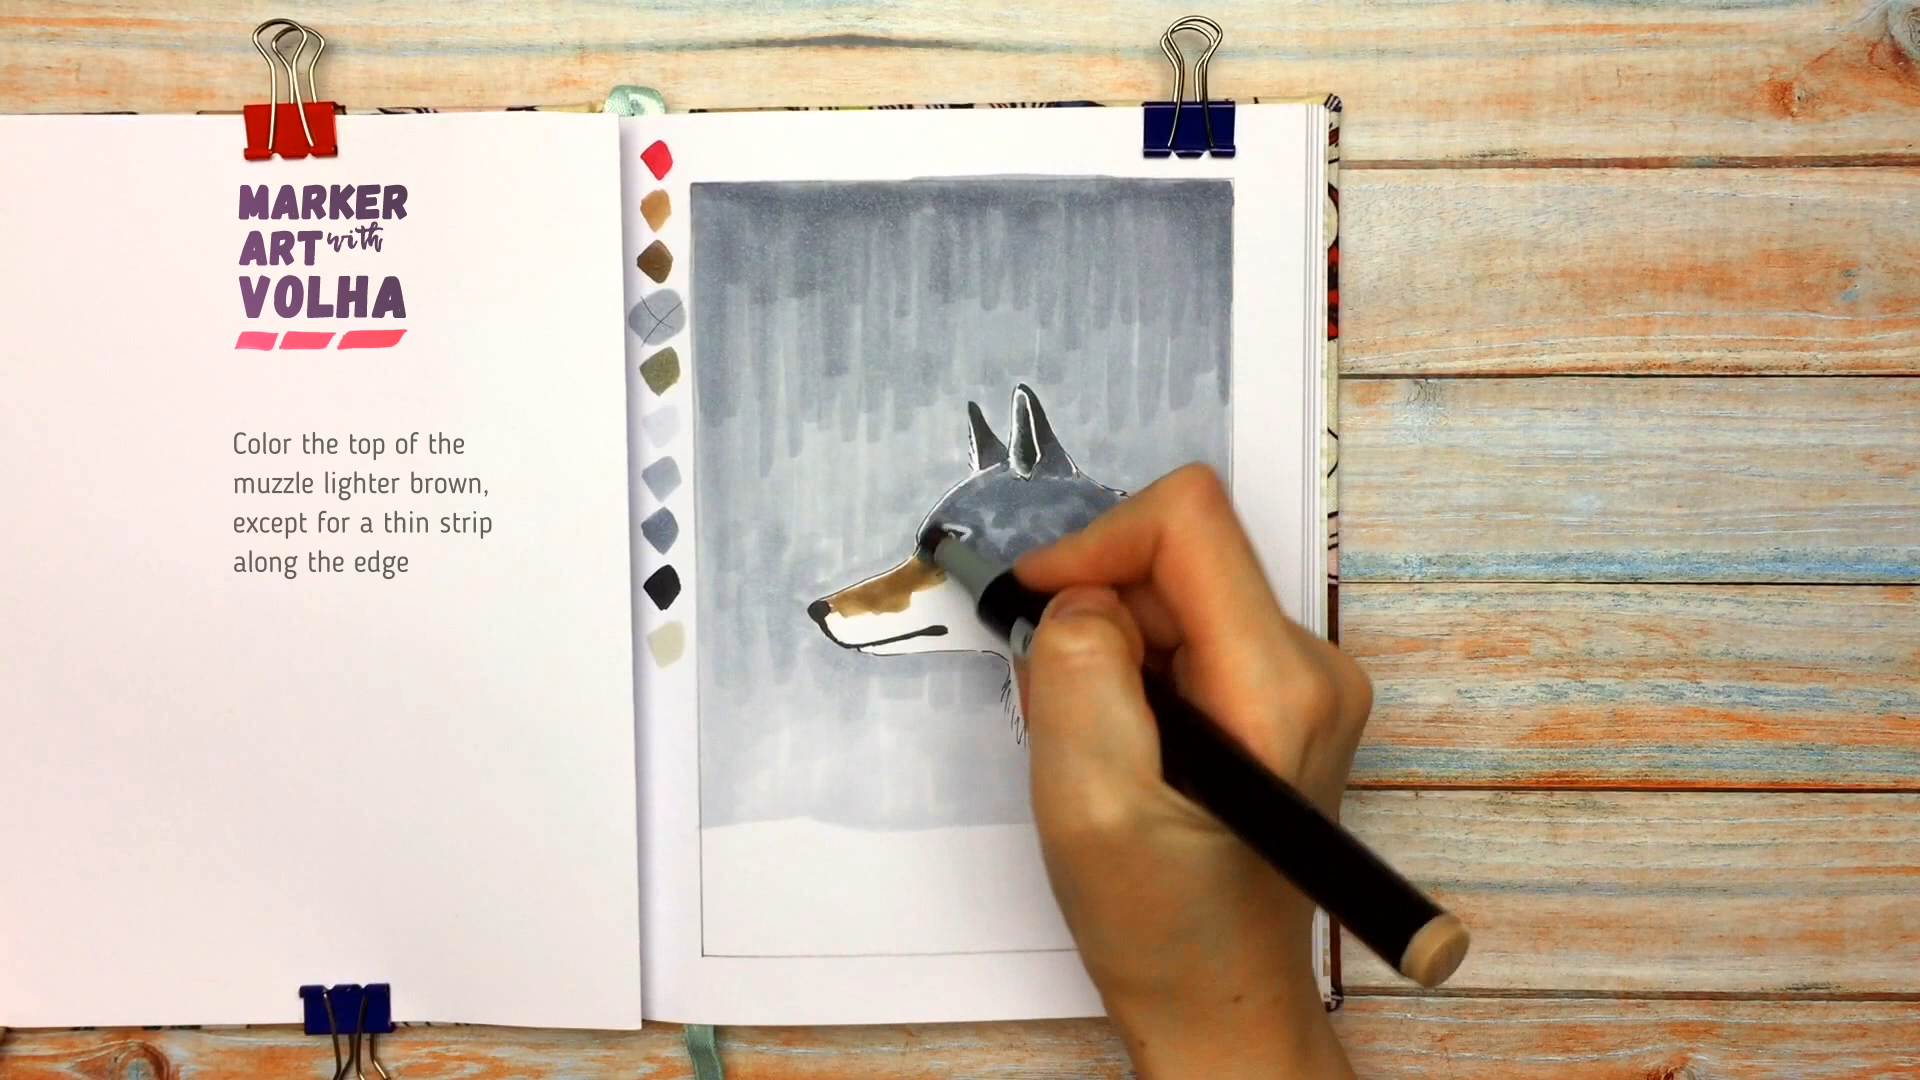 MARKER
ART with
VOLHA
Color the top of the
muzzle lighter brown,
except for a thin strip
along the edge